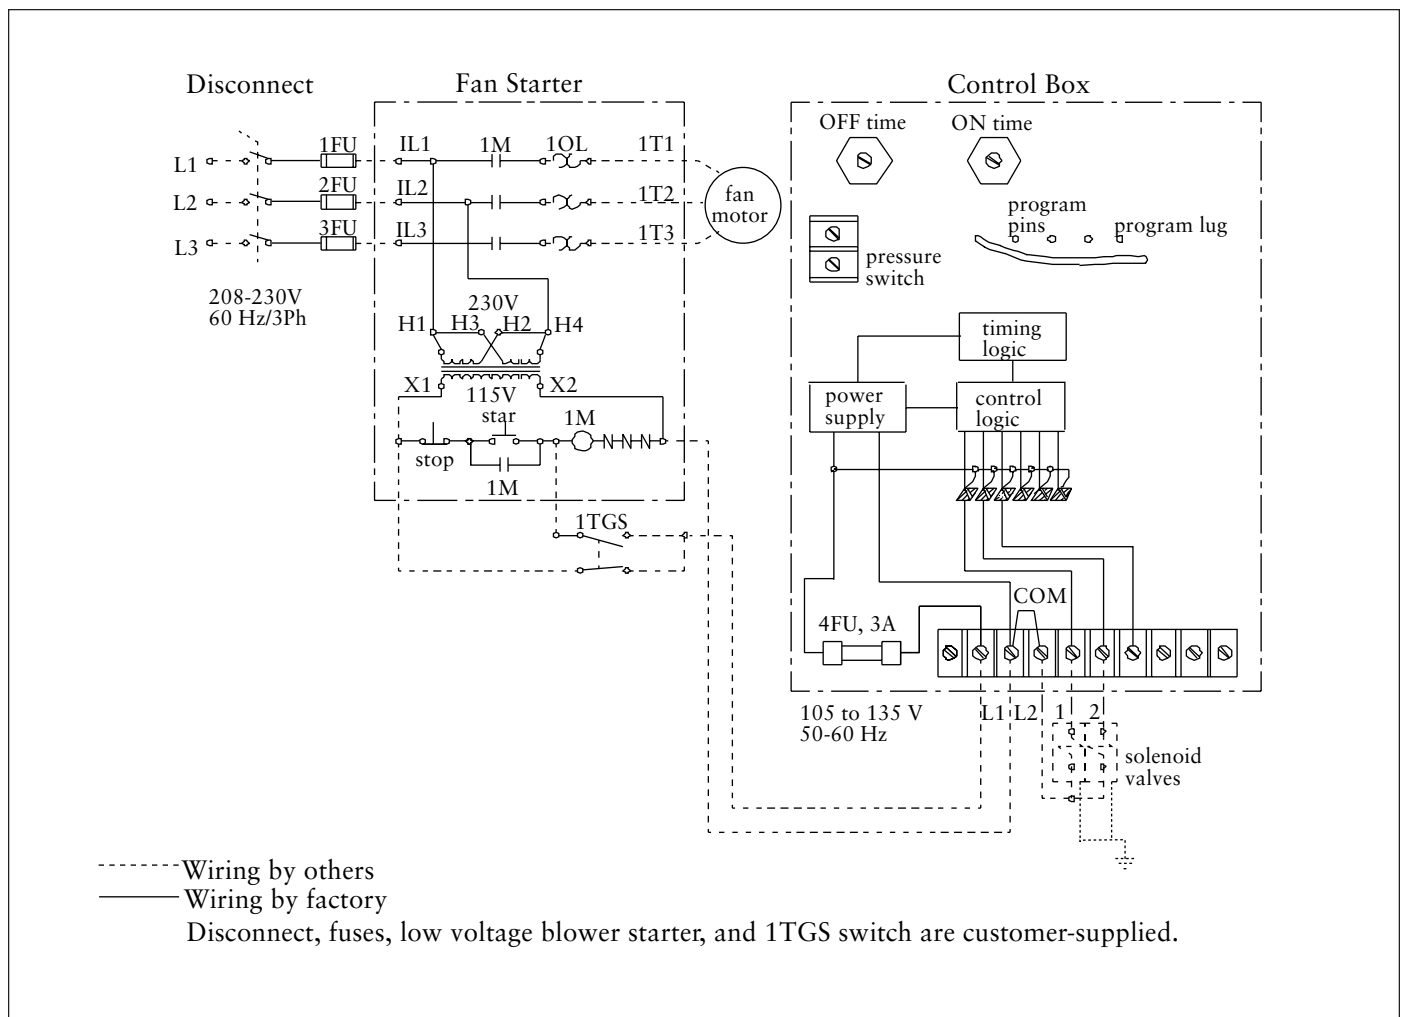 Disconnect
Fan Starter
Control Box
OFF time
ON time
1FU
IL1
1M
1OL
1T1
L1
2FU
IL2
1T2
L2
fan
motor
3FU
IL3
1T3
L3
program
pins
program lug
pressure
switch
208-230V
60 Hz/3Ph
230V
H1
H3
H2
H4
timing
logic
X1
115V
X2
star
1M
power
supply
control
logic
stop
1M
1TGS
COM
4FU, 3A
105 to 135 V
50-60 Hz
L1
L2
1
2
solenoid
valves
Wiring by others
Wiring by factory
Disconnect, fuses, low voltage blower starter, and 1TGS switch are customer-supplied.